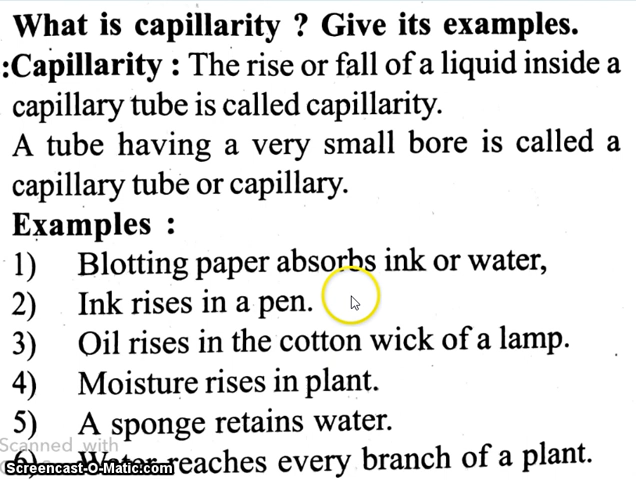 What is capillarity ? Give its examples.
:Capillarity : The rise or fall of a liquid inside a
capillary tube is called capillarity.
A tube having a very small bore is called a
capillary tube or capillary.
Examples :
1) Blotting paper absorbs ink or water,
2) Ink rises in a pen.
3) Oil rises in the cotton wick of a lamp.
4) Moisture rises in plant.
5) A sponge retains water.
Scanned with
6) Water reaches every branch of a plant.
Screencast-O-Matic.com